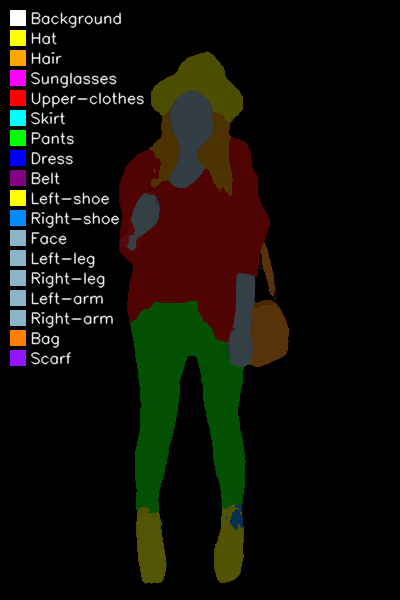 Background
Hat
Hair
Sunglasses
Upper-clothes
Skirt
Pants
Dress
Belt
Left-shoe
Right-shoe
Face
Left-leg
Right-leg
Left-arm
Right-arm
Bag
Scarf